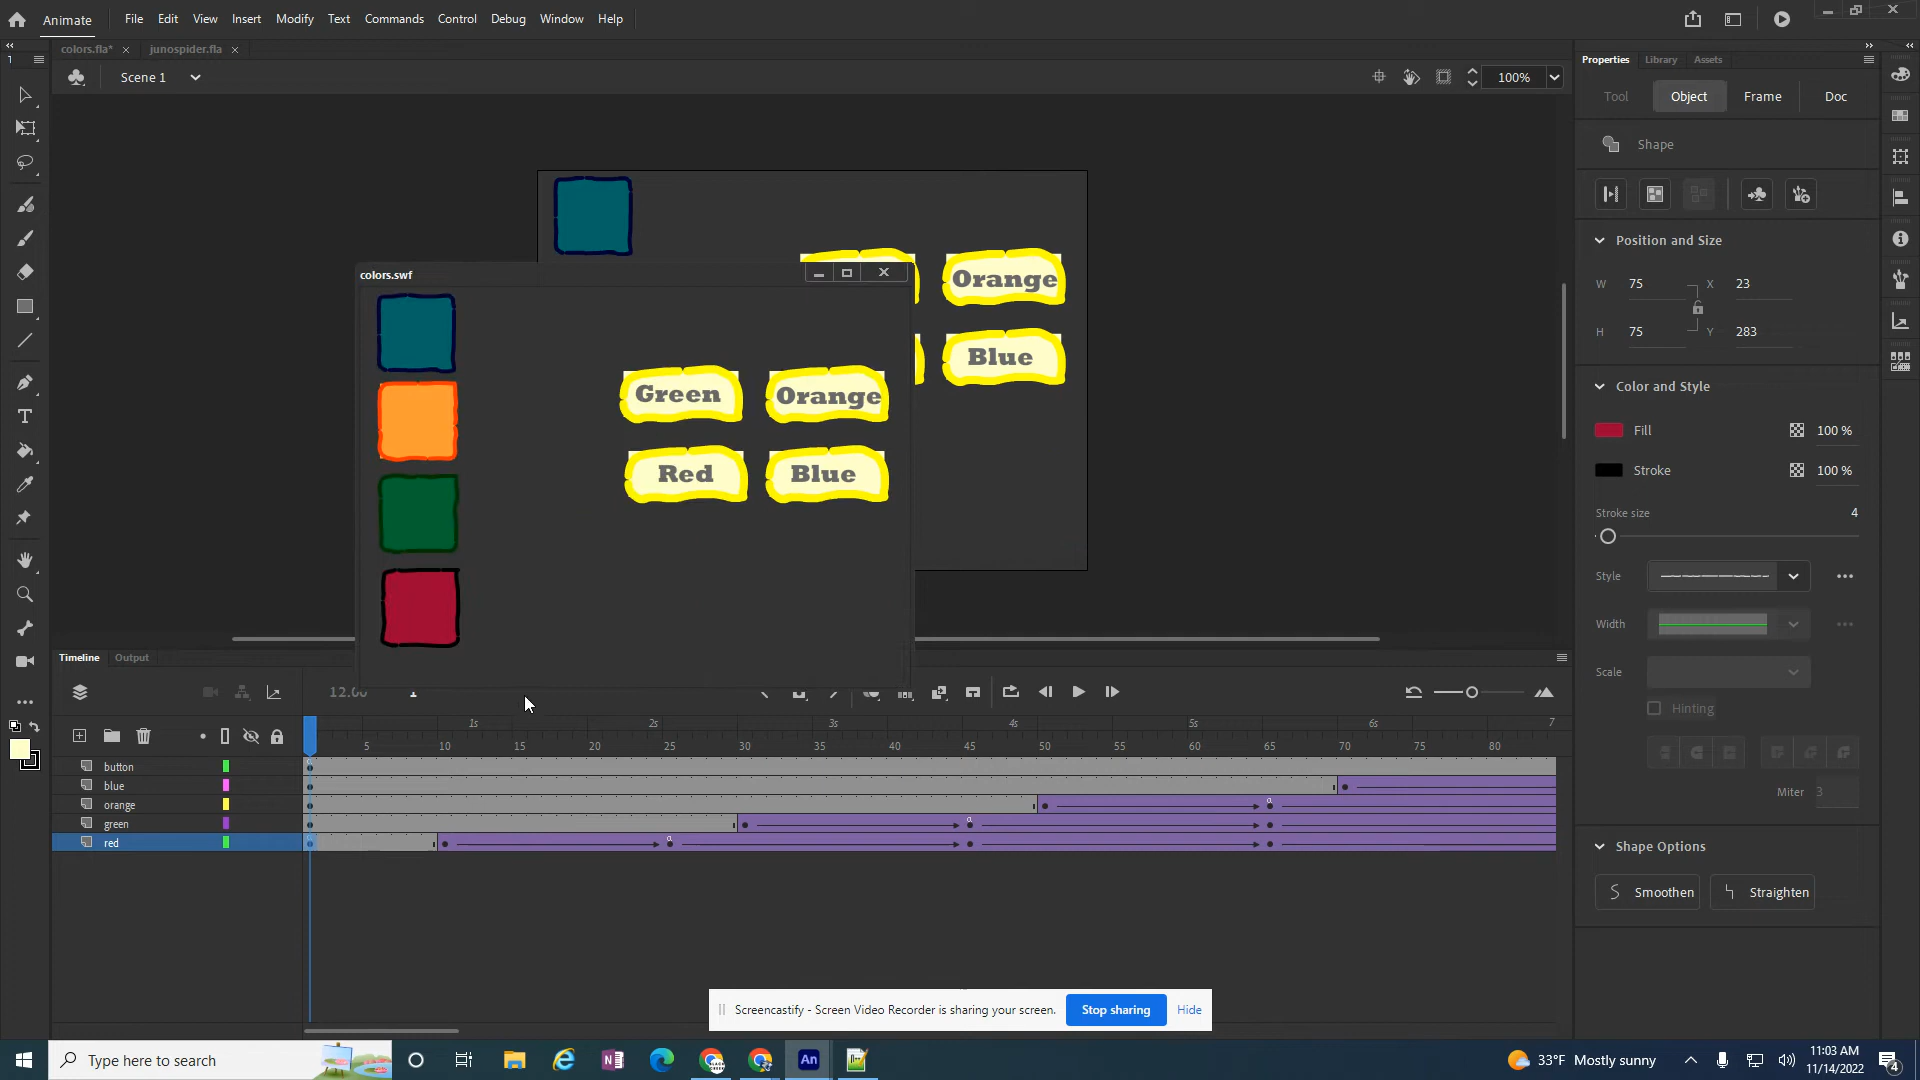 Animate File Edit View Insert Modify Text Commands Control Window Help
colors.fla* junospider.fla
1
Properties Library Assets
Scene 1
100%
Tool Object Frame Doc
Shape
Position and Size
W 75 X 23
H 75 Y 283
Color and Style
Fill 100 %
Stroke 100 %
Stroke size 4
Style
Width
Scale
Hinting
Miter 3
Shape Options
Smoothen Straighten
Orange
Blue
colors.swf
Green Orange
Red Blue
Timeline Output
12.00 1
1s 2s 3s 4s 5s 6s 7
5 10 15 20 25 30 35 40 45 50 55 60 65 70 75 80
button
blue
orange
green
red
Screencastify - Screen Video Recorder is sharing your screen. Stop sharing Hide
Type here to search
An
33°F Mostly sunny
11:03 AM
11/14/2022
4